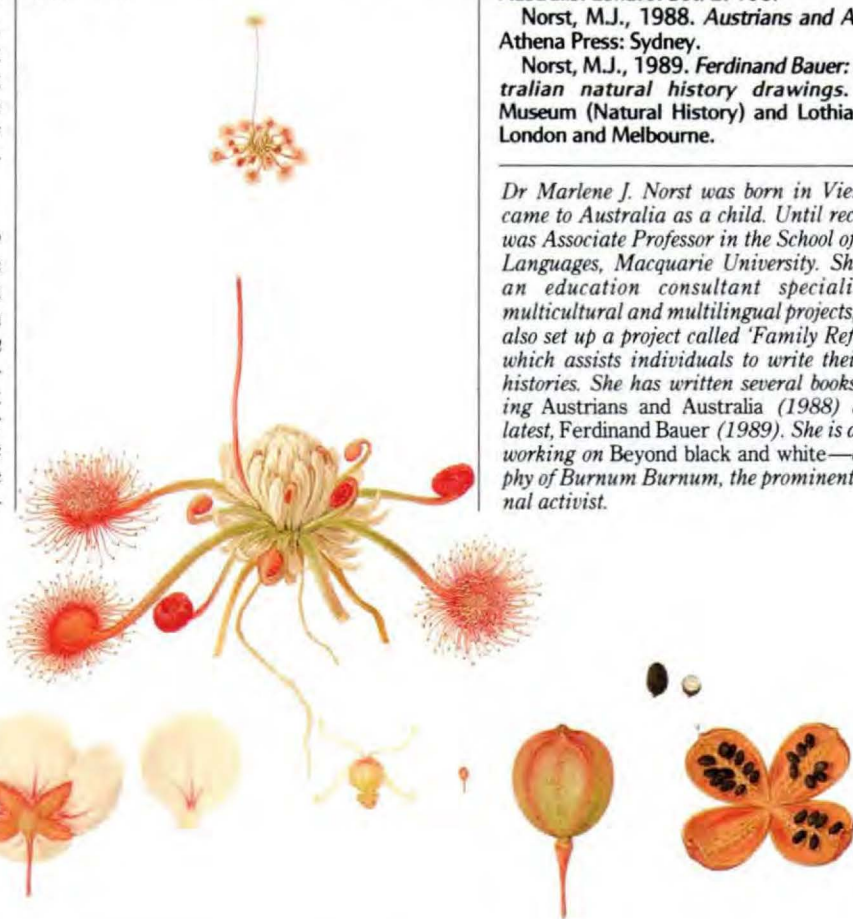 Norst, M.J., 1988. Austrians and A
Athena Press: Sydney.
Norst, M.J., 1989. Ferdinand Bauer:
tralian natural history drawings.
Museum (Natural History) and Lothia
London and Melbourne.
Dr Marlene J. Norst was born in Vie
came to Australia as a child. Until rec
was Associate Professor in the School of
Languages, Macquarie University. Sh
an education consultant speciali
multicultural and multilingual projects,
also set up a project called ‘Family Ref
which assists individuals to write thei
histories. She has written several books
ing Austrians and Australia (1988)
latest, Ferdinand Bauer (1989). She is a
working on Beyond black and white—
phy of Burnum Burnum, the prominent
nal activist.